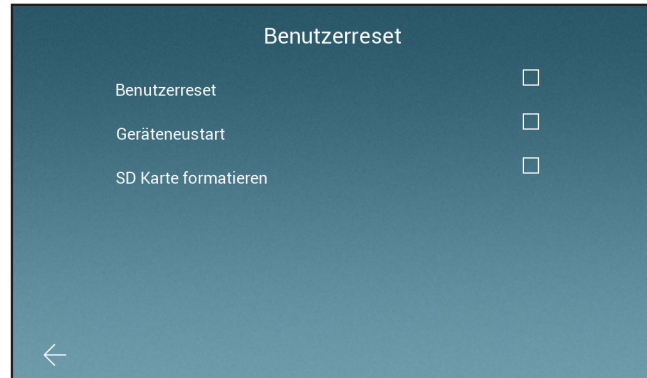 Benutzerreset
Benutzerreset
Geräteneustart
SD Karte formatieren